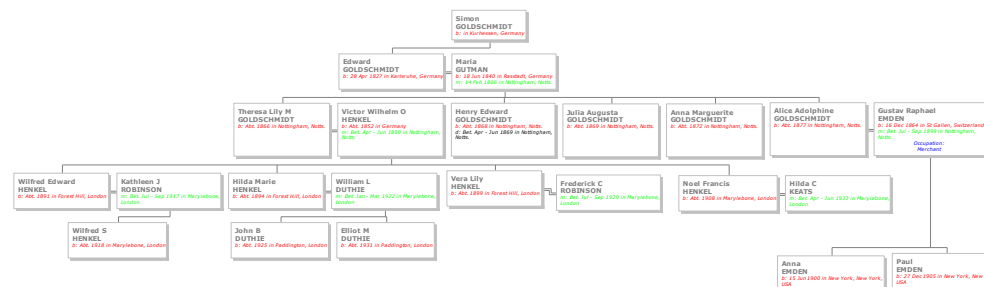 Simon
GOLDSCHMIDT
b: in Kurhessen, Germany
Edward
GOLDSCHMIDT
b: 28 Apr 1827 in Karlsruhe, Germany
Maria
GUTMAN
b: 18 Jun 1840 in Rastadt, Germany
m: 14 Feb 1865 in Nottingham, Notts.
Theresa Lily M
GOLDSCHMIDT
b: Abt. 1866 in Nottingham, Notts.
Victor Wilhelm O
HENKEL
b: Abt. 1852 in Germany
m: Bet. Apr - Jun 1890 in Nottingham,
Notts.
Henry Edward
GOLDSCHMIDT
b: Abt. 1868 in Nottingham, Notts.
d: Bet. Apr - Jun 1869 in Nottingham,
Notts.
Julia Augusta
GOLDSCHMIDT
b: Abt. 1869 in Nottingham, Notts.
Anna Marguerite
GOLDSCHMIDT
b: Abt. 1872 in Nottingham, Notts.
Alice Adolphine
GOLDSCHMIDT
b: Abt. 1877 in Nottingham, Notts.
Gustav Raphael
EMDEN
b: 16 Dec 1864 in St Gallen, Switzerland
m: Bet. Jul - Sep 1899 in Nottingham,
Notts.
Occupation:
Merchant
Wilfred Edward
HENKEL
b: Abt. 1891 in Forest Hill, London
Kathleen J
ROBINSON
m: Bet. Jul - Sep 1917 in Marylebone,
London
Hilda Marie
HENKEL
b: Abt. 1894 in Forest Hill, London
William L
DUTHIE
m: Bet. Jan - Mar 1922 in Marylebone,
London
Vera Lily
HENKEL
b: Abt. 1899 in Forest Hill, London
Frederick C
ROBINSON
m: Bet. Jul - Sep 1928 in Marylebone,
London
Noel Francis
HENKEL
b: Abt. 1908 in Marylebone, London
Hilda C
KEATS
m: Bet. Apr - Jun 1933 in Marylebone,
London
Wilfred S
HENKEL
b: Abt. 1918 in Marylebone, London
John B
DUTHIE
b: Abt. 1925 in Paddington, London
Elliot M
DUTHIE
b: Abt. 1931 in Paddington, London
Anna
EMDEN
b: 15 Jun 1900 in New York, New York,
USA
Paul
EMDEN
b: 27 Dec 1905 in New York, New
USA